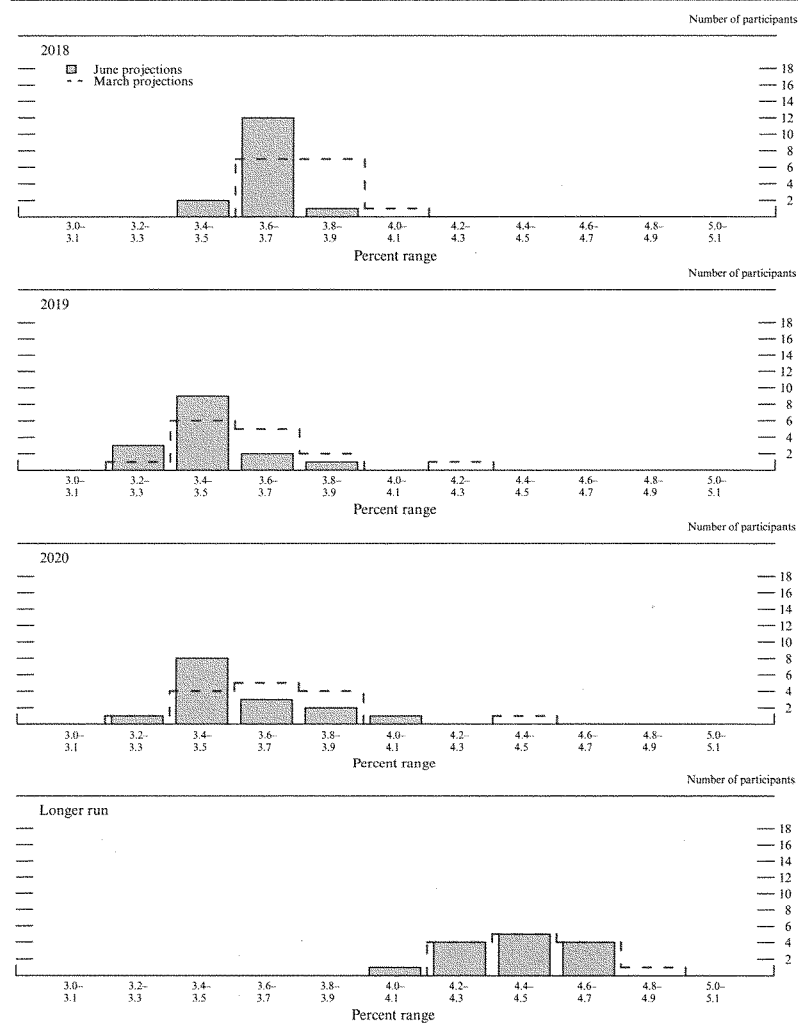 Number of participants
2018
June projections
March projections
18
16
14
12
10
8
6
4
2
3.0– 3.2– 3.4– 3.6– 3.8– 4.0– 4.2– 4.4– 4.6– 4.8– 5.0–
3.1 3.3 3.5 3.7 3.9 4.1 4.3 4.5 4.7 4.9 5.1
Percent range
Number of participants
2019
18
16
14
12
10
8
6
4
2
3.0– 3.2– 3.4– 3.6– 3.8– 4.0– 4.2– 4.4– 4.6– 4.8– 5.0–
3.1 3.3 3.5 3.7 3.9 4.1 4.3 4.5 4.7 4.9 5.1
Percent range
Number of participants
2020
18
16
14
12
10
8
6
4
2
3.0– 3.2– 3.4– 3.6– 3.8– 4.0– 4.2– 4.4– 4.6– 4.8– 5.0–
3.1 3.3 3.5 3.7 3.9 4.1 4.3 4.5 4.7 4.9 5.1
Percent range
Number of participants
Longer run
18
16
14
12
10
8
6
4
2
3.0– 3.2– 3.4– 3.6– 3.8– 4.0– 4.2– 4.4– 4.6– 4.8– 5.0–
3.1 3.3 3.5 3.7 3.9 4.1 4.3 4.5 4.7 4.9 5.1
Percent range